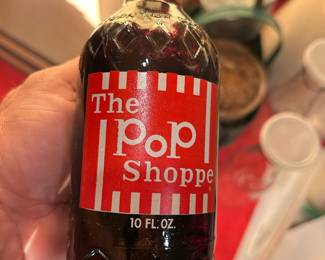 The
Pop
Shoppe
10 FL. OZ.